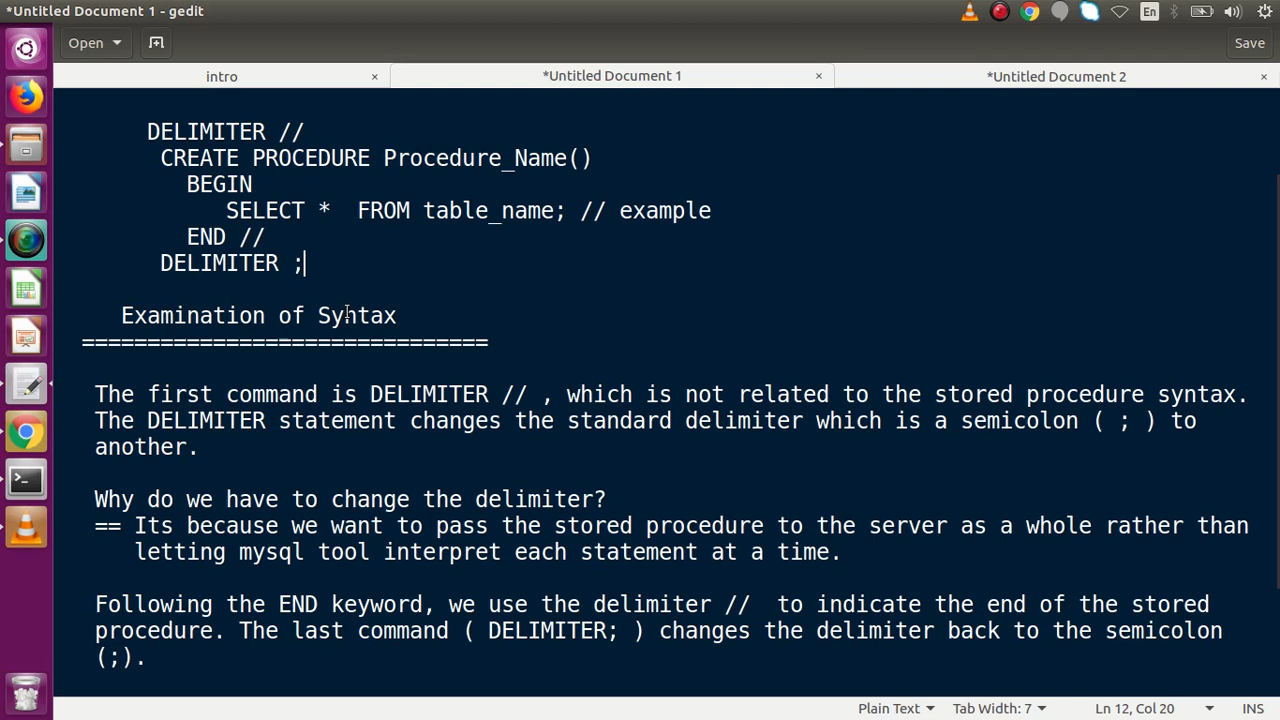 *Untitled Document 1 - gedit
En
Open
Save
intro
*Untitled Document 1
*Untitled Document 2
DELIMITER //
CREATE PROCEDURE Procedure_Name()
BEGIN
SELECT *  FROM table_name; // example
END //
DELIMITER ;
Examination of Syntax
===============================
The first command is DELIMITER // , which is not related to the stored procedure syntax.
The DELIMITER statement changes the standard delimiter which is a semicolon ( ; ) to
another.
Why do we have to change the delimiter?
== Its because we want to pass the stored procedure to the server as a whole rather than
letting mysql tool interpret each statement at a time.
Following the END keyword, we use the delimiter //  to indicate the end of the stored
procedure. The last command ( DELIMITER; ) changes the delimiter back to the semicolon
(;).
Plain Text
Tab Width: 7
Ln 12, Col 20
INS